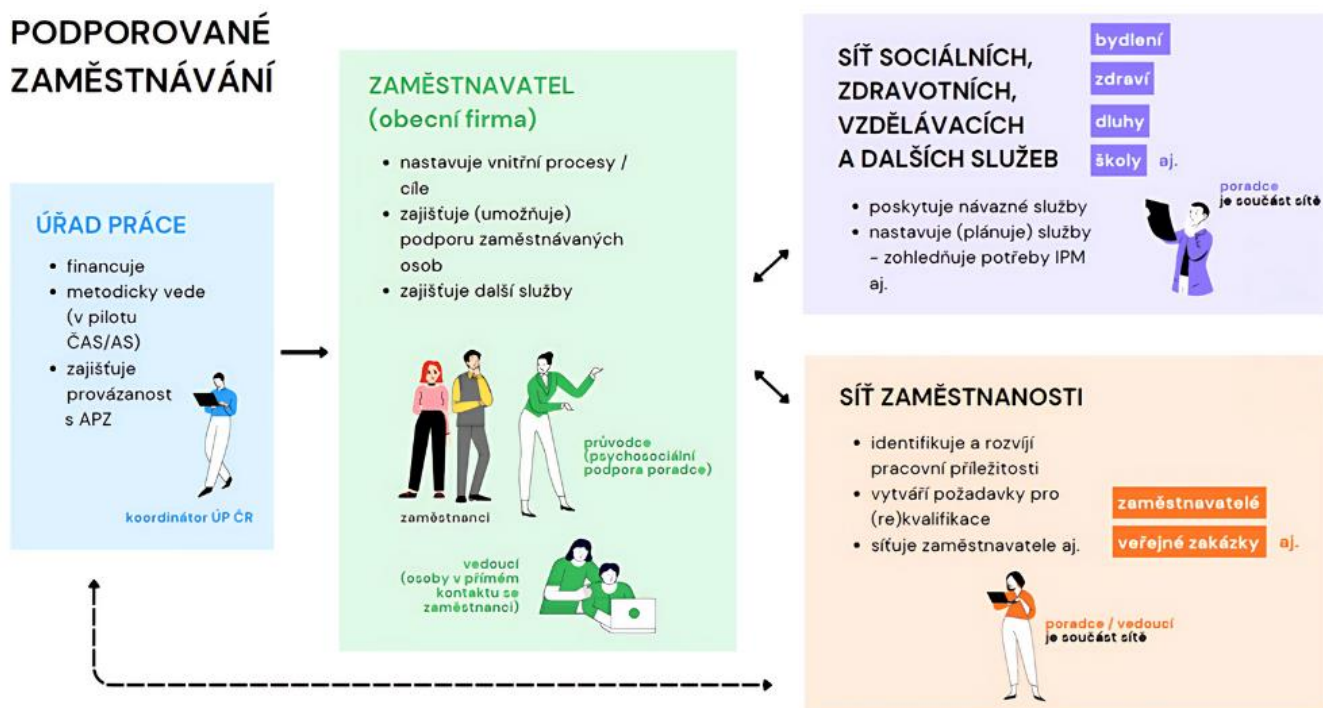 PODPOROVANÉ
ZAMĚSTNÁVÁNÍ
ÚŘAD PRÁCE
• financuje
• metodicky vede
(v pilotu
ČAS/AS)
• zajišťuje
provázanost
s APZ
koordinátor ÚP ČR
ZAMĚSTNAVATEL
(obecní firma)
• nastavuje vnitřní procesy /
cíle
• zajišťuje (umožňuje)
podporu zaměstnávaných
osob
• zajišťuje další služby
zaměstnanci
průvodce
(psychosociální
podpora poradce)
vedoucí
(osoby v přímém
kontaktu se
zaměstnanci)
SÍŤ SOCIÁLNÍCH,
ZDRAVOTNÍCH,
VZDĚLÁVACÍCH
A DALŠÍCH SLUŽEB
bydlení
zdraví
dluhy
školy aj.
• poskytuje návazné služby
• nastavuje (plánuje) služby
- zohledňuje potřeby IPM
aj.
poradce
je součást sítě
SÍŤ ZAMĚSTNANOSTI
• identifikuje a rozvíjí
pracovní příležitosti
• vytváří požadavky pro
(re)kvalifikace
• síťuje zaměstnavatele aj.
zaměstnavatelé
veřejné zakázky aj.
poradce / vedoucí
je součást sítě